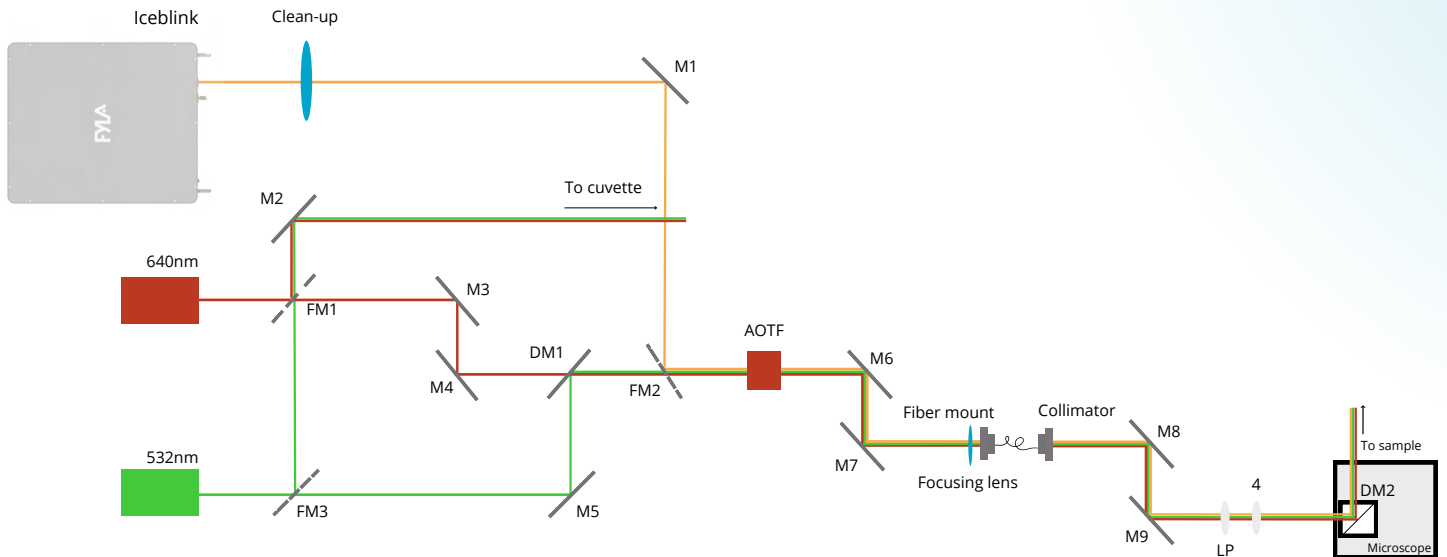 Iceblink
Clean-up
M1
FYLA
To cuvette
M2
640nm
FM1
M3
DM1
M4
FM2
AOTF
M6
532nm
FM3
M5
M7
Fiber mount
Collimator
Focusing lens
M8
M9
4
LP
To sample
DM2
Microscope